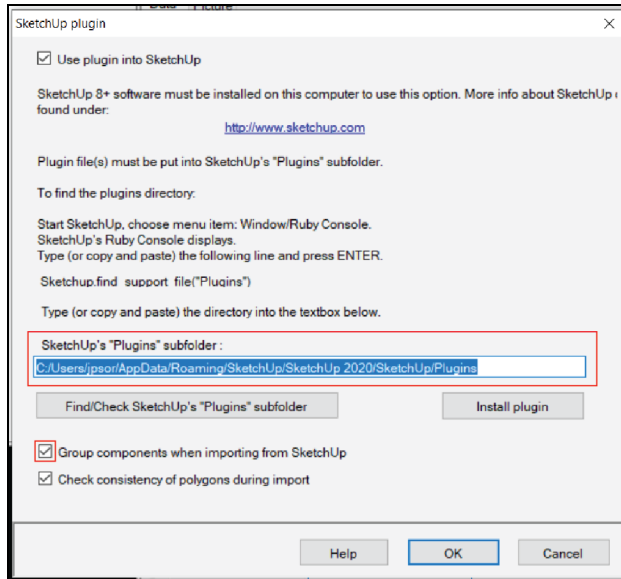 SketchUp plugin
Use plugin into SketchUp
SketchUp 8+ software must be installed on this computer to use this option. More info about SketchUp
found under:
http://www.sketchup.com
Plugin file(s) must be put into SketchUp's "Plugins" subfolder.
To find the plugins directory:
Start SketchUp, choose menu item: Window/Ruby Console.
SketchUp's Ruby Console displays.
Type (or copy and paste) the following line and press ENTER.
Sketchup.find_support_file("Plugins")
Type (or copy and paste) the directory into the textbox below.
SketchUp's "Plugins" subfolder :
C:/Users/jpsor/AppData/Roaming/SketchUp/SketchUp 2020/SketchUp/Plugins
Find/Check SketchUp's "Plugins" subfolder
Install plugin
Group components when importing from SketchUp
Check consistency of polygons during import
Help
OK
Cancel